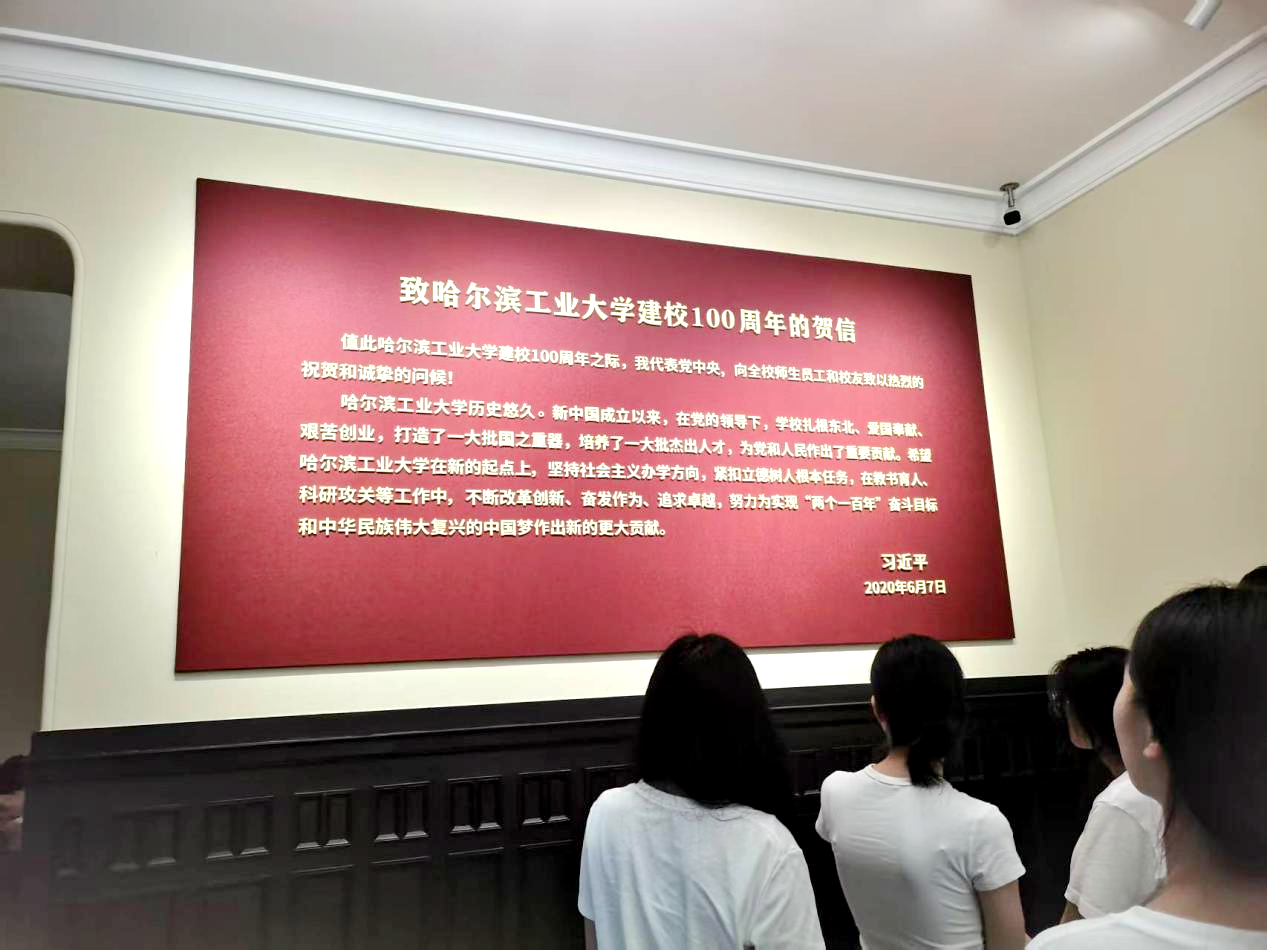 致哈尔滨工业大学建校100周年的贺信
值此哈尔滨工业大学建校100周年之际，我代表党中央，向全校师生员工和校友致以热烈的
祝贺和诚挚的问候！
哈尔滨工业大学历史悠久。新中国成立以来，在党的领导下，学校扎根东北、爱国奉献、
艰苦创业，打造了一大批国之重器，培养了一大批杰出人才，为党和人民作出了重要贡献。希望
哈尔滨工业大学在新的起点上，坚持社会主义办学方向，紧扣立德树人根本任务，在教书育人、
科研攻关等工作中，不断改革创新、奋发作为、追求卓越，努力为实现“两个一百年”奋斗目标
和中华民族伟大复兴的中国梦作出新的更大贡献。
习近平
2020年6月7日